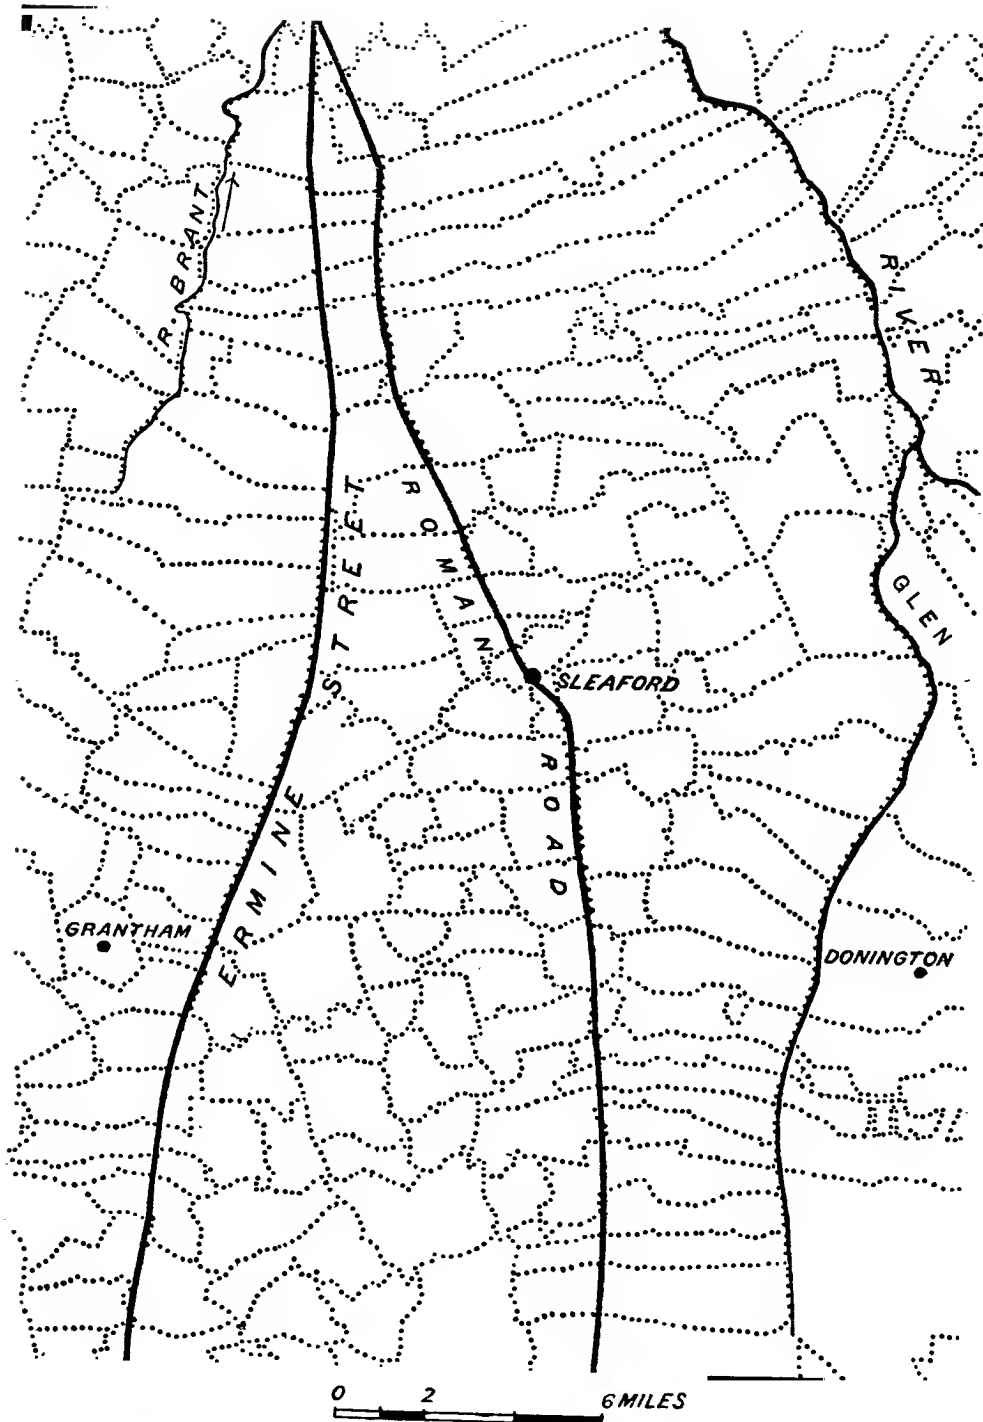 R. BRANT
RIVER
GLEN
ERMINE STREET
ROMAN ROAD
SLEAFORD
GRANTHAM
DONINGTON
0 2 6 MILES